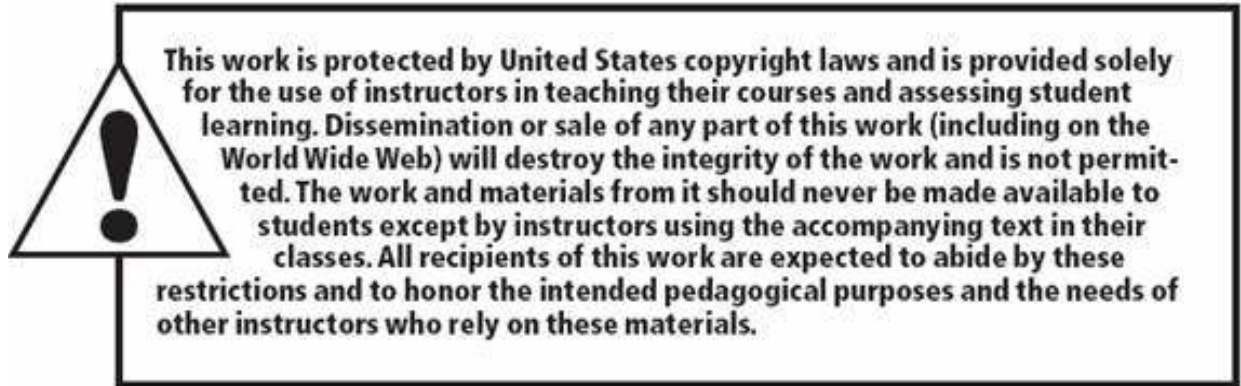 This work is protected by United States copyright laws and is provided solely
for the use of instructors in teaching their courses and assessing student
learning. Dissemination or sale of any part of this work (including on the
World Wide Web) will destroy the integrity of the work and is not permit-
ted. The work and materials from it should never be made available to
students except by instructors using the accompanying text in their
classes. All recipients of this work are expected to abide by these
restrictions and to honor the intended pedagogical purposes and the needs of
other instructors who rely on these materials.